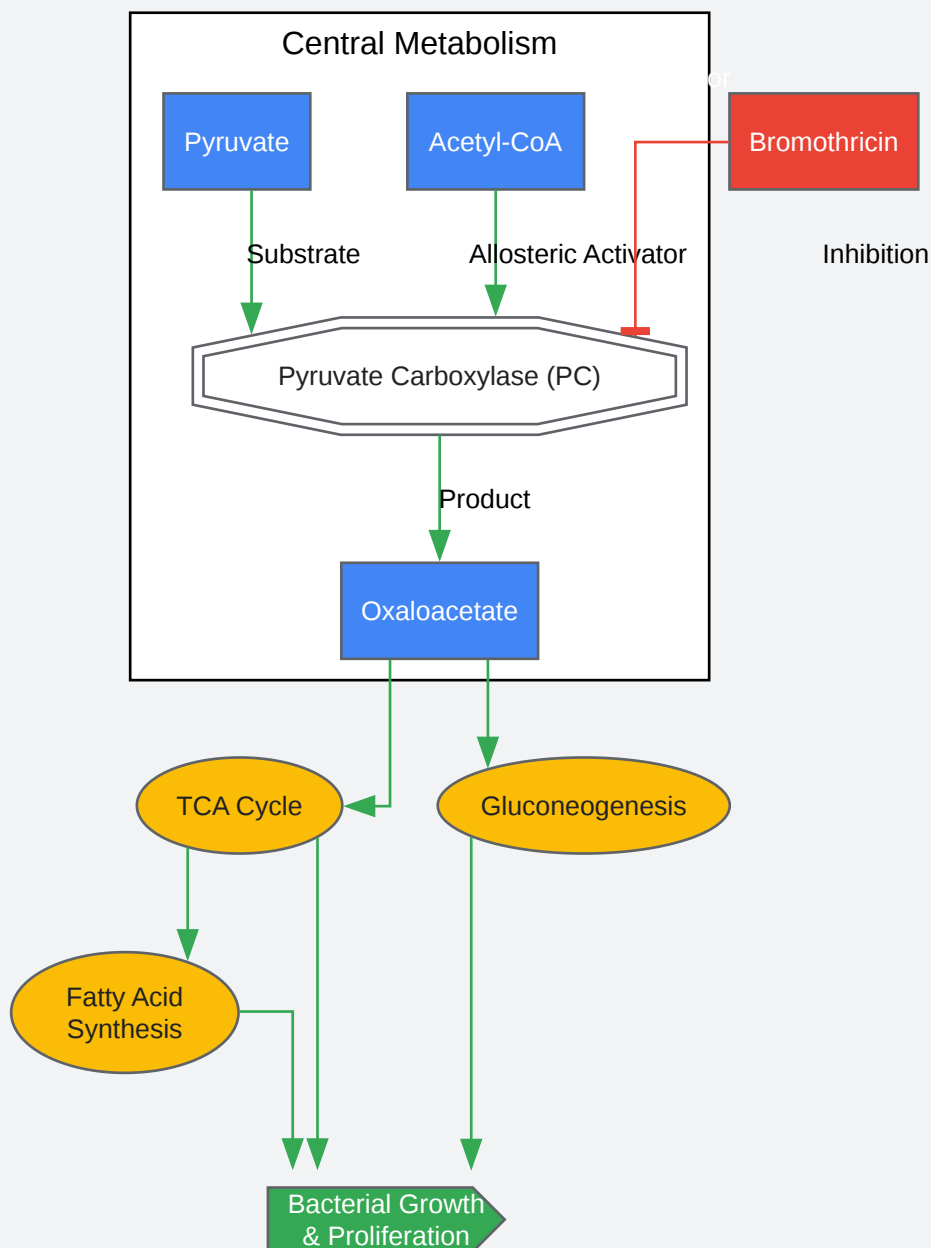 Central Metabolism
or
Pyruvate
Acetyl-CoA
Bromothricin
Substrate
Allosteric Activator
Inhibition
Pyruvate Carboxylase (PC)
Product
Oxaloacetate
TCA Cycle
Gluconeogenesis
Fatty Acid
Synthesis
Bacterial Growth
& Proliferation